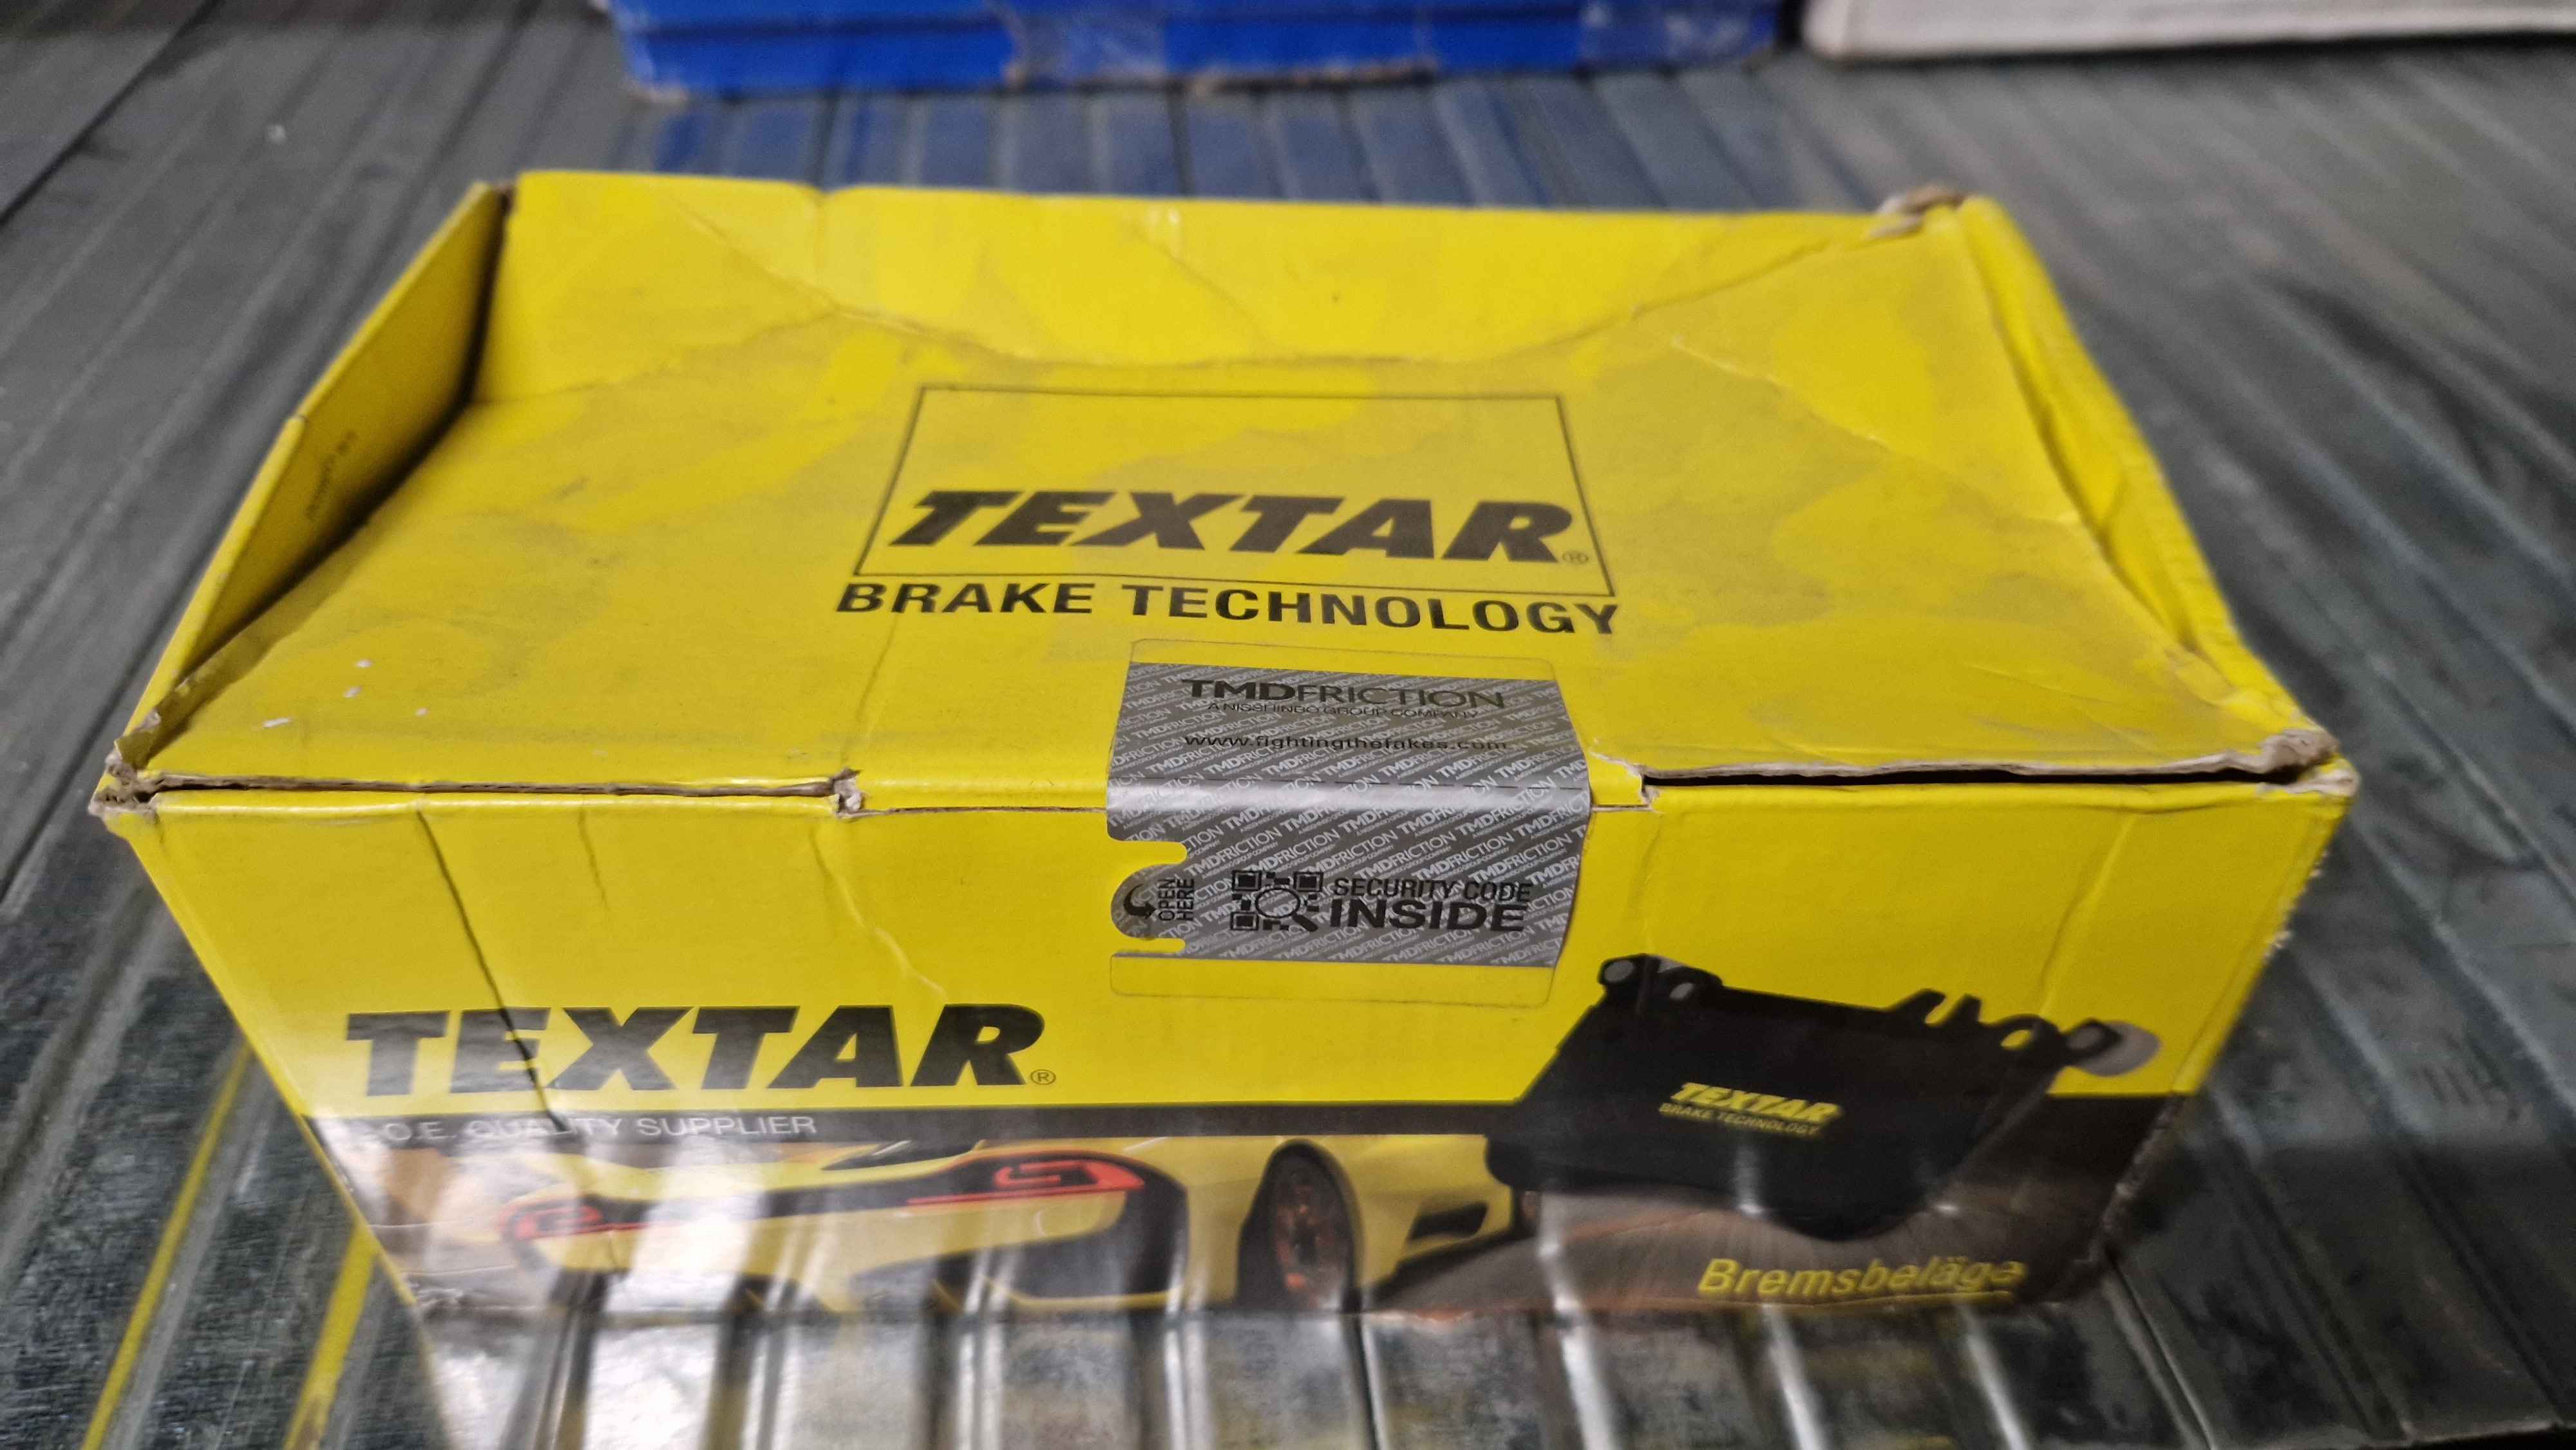 TEXTAR®
BRAKE TECHNOLOGY
TMDFRICTION
A NISSHINBO GROUP COMPANY
www.fightingthefakes.com
OPEN
HERE
SECURITY CODE
INSIDE
TEXTAR®
O.E. QUALITY SUPPLIER
TEXTAR
BRAKE TECHNOLOGY
Bremsbeläge